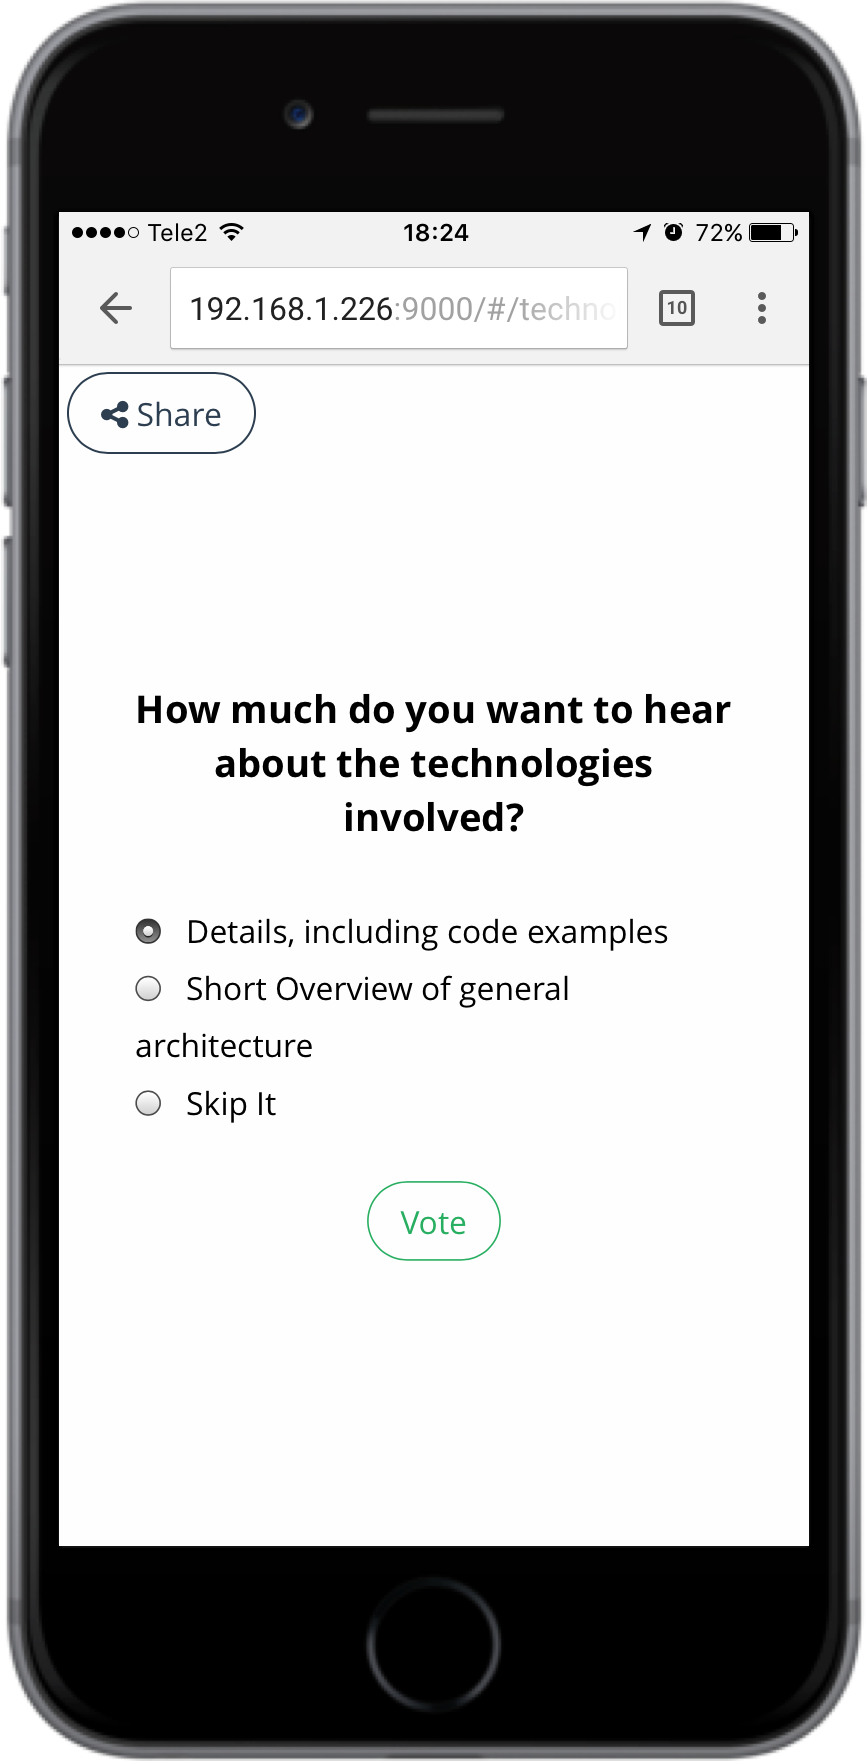 Tele2 18:24 72%
192.168.1.226:9000/#/techno
10
Share
How much do you want to hear
about the technologies
involved?
Details, including code examples
Short Overview of general
architecture
Skip It
Vote